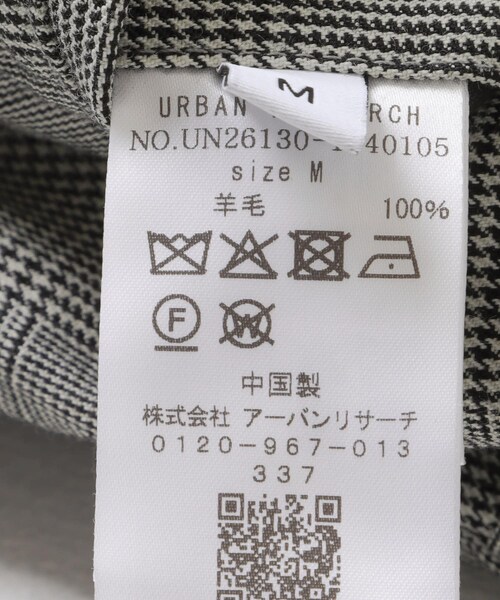 M
URBAN RCH
NO.UN26130- 40105
size M
羊毛 100%
F
W
中国製
株式会社 アーバンリサーチ
0120-967-013
337